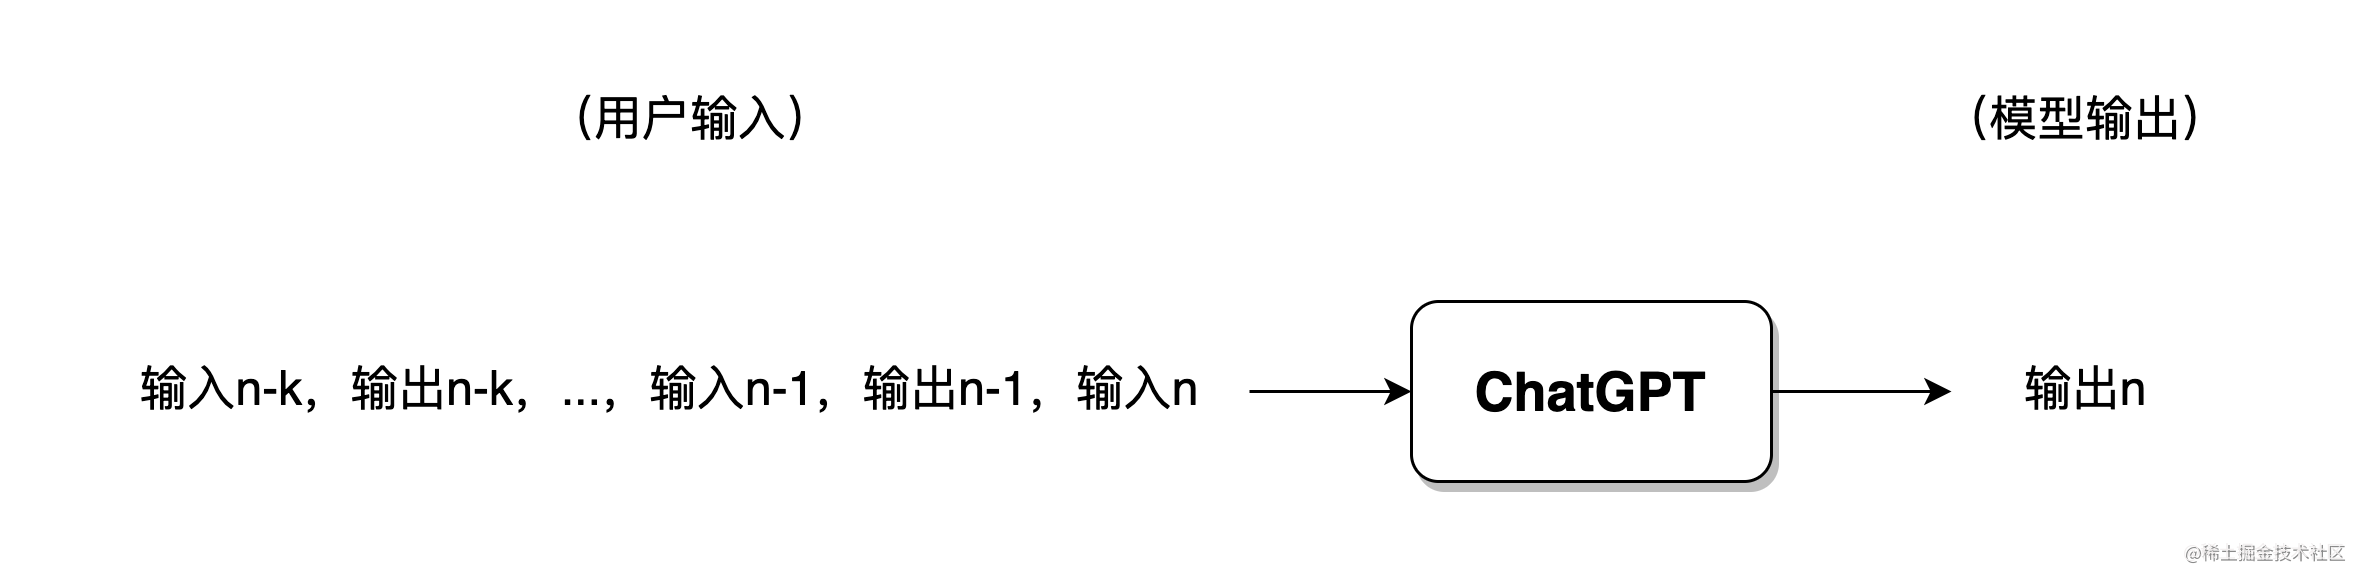 （用户输入）
（模型输出）
输入n-k，输出n-k，...，输入n-1，输出n-1，输入n
ChatGPT
输出n
@稀土掘金技术社区